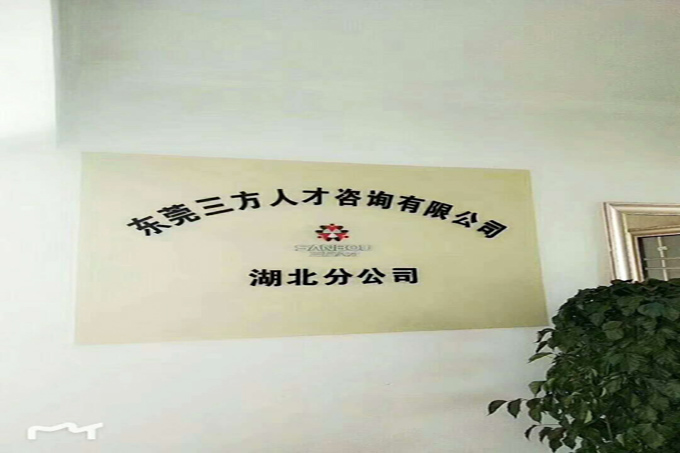 东莞三方人才咨询有限公司
湖北分公司